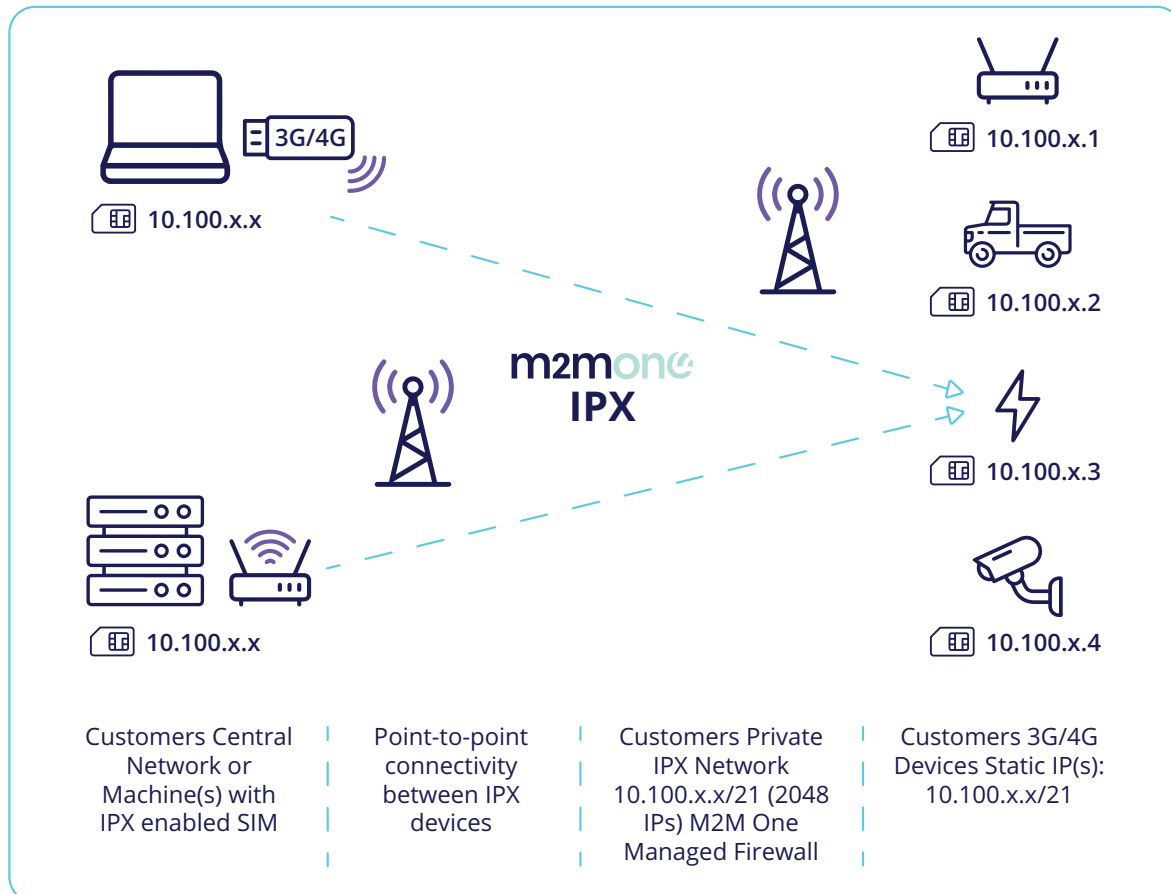 3G/4G
10.100.x.x
10.100.x.1
10.100.x.2
m2mone
IPX
10.100.x.3
10.100.x.x
10.100.x.4
Customers Central
Network or
Machine(s) with
IPX enabled SIM
Point-to-point
connectivity
between IPX
devices
Customers Private
IPX Network
10.100.x.x/21 (2048
IPs) M2M One
Managed Firewall
Customers 3G/4G
Devices Static IP(s):
10.100.x.x/21